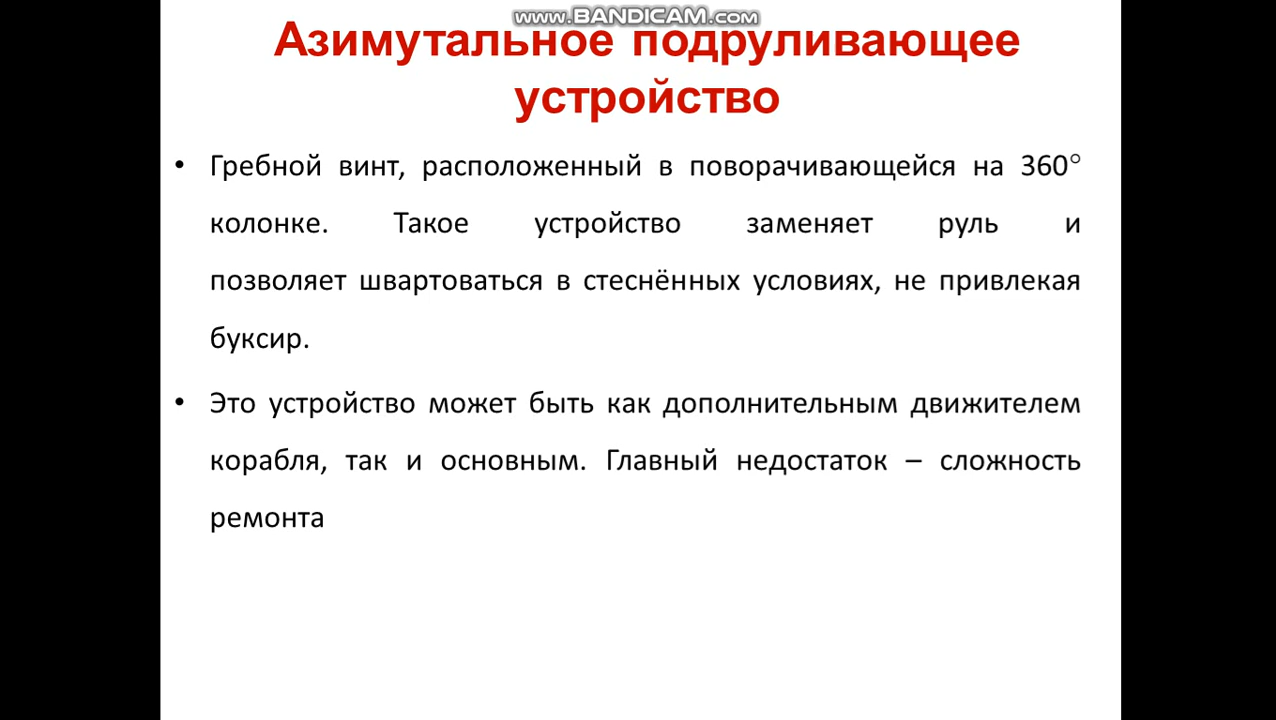 www.BANDICAM.com
Азимутальное подруливающее
устройство
• Гребной винт, расположенный в поворачивающейся на 360°
колонке. Такое устройство заменяет руль и
позволяет швартоваться в стеснённых условиях, не привлекая
буксир.
• Это устройство может быть как дополнительным движителем
корабля, так и основным. Главный недостаток – сложность
ремонта